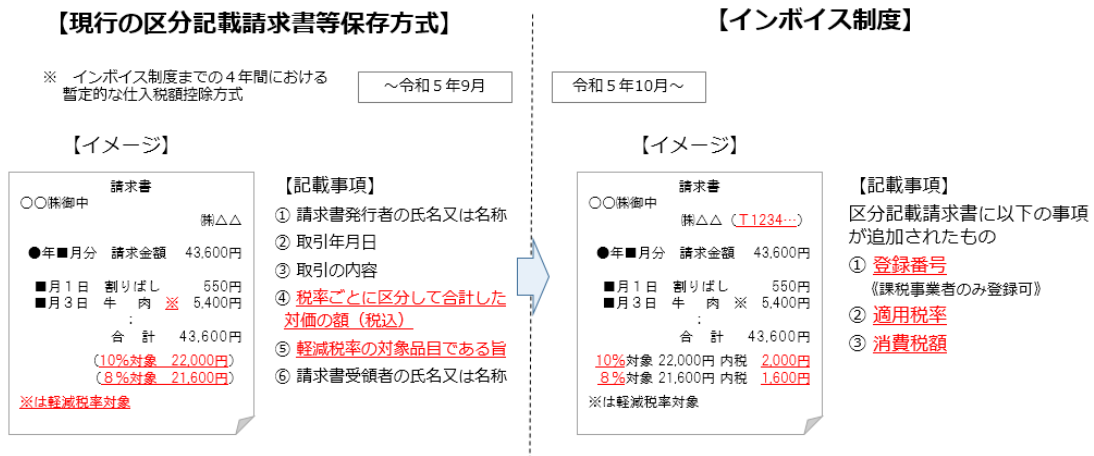 【現行の区分記載請求書等保存方式】
※　インボイス制度までの４年間における
暫定的な仕入税額控除方式
～令和５年9月
【イメージ】
請求書
○○㈱御中
㈱△△
●年■月分　請求金額　43,600円
■月１日　割りばし　550円
■月３日　牛　肉　※　5,400円
：
合　計　43,600円
（10%対象　22,000円）
（８%対象　21,600円）
※は軽減税率対象
【記載事項】
① 請求書発行者の氏名又は名称
② 取引年月日
③ 取引の内容
④ 税率ごとに区分して合計した
対価の額（税込）
⑤ 軽減税率の対象品目である旨
⑥ 請求書受領者の氏名又は名称
【インボイス制度】
令和５年10月～
【イメージ】
請求書
○○㈱御中
㈱△△（Ｔ1234…）
●年■月分　請求金額　43,600円
■月１日　割りばし　550円
■月３日　牛　肉　※　5,400円
：
合　計　43,600円
10%対象 22,000円 内税　2,000円
８%対象 21,600円 内税　1,600円
※は軽減税率対象
【記載事項】
区分記載請求書に以下の事項
が追加されたもの
① 登録番号
《課税事業者のみ登録可》
② 適用税率
③ 消費税額